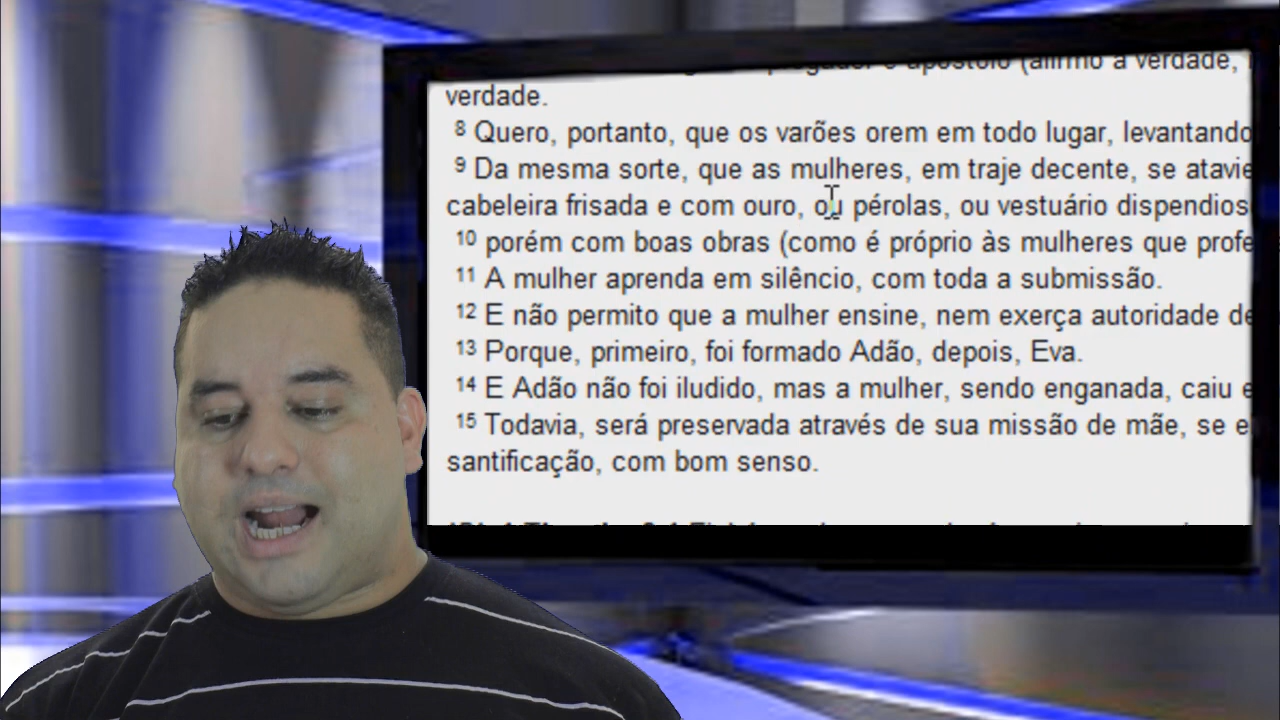 apóstolo (afirmo a verdade,
verdade.
8 Quero, portanto, que os varões orem em todo lugar, levantando
9 Da mesma sorte, que as mulheres, em traje decente, se atavie
cabeleira frisada e com ouro, ou pérolas, ou vestuário dispendios
10 porém com boas obras (como é próprio às mulheres que profe
11 A mulher aprenda em silêncio, com toda a submissão.
12 E não permito que a mulher ensine, nem exerça autoridade de
13 Porque, primeiro, foi formado Adão, depois, Eva.
14 E Adão não foi iludido, mas a mulher, sendo enganada, caiu e
15 Todavia, será preservada através de sua missão de mãe, se e
santificação, com bom senso.